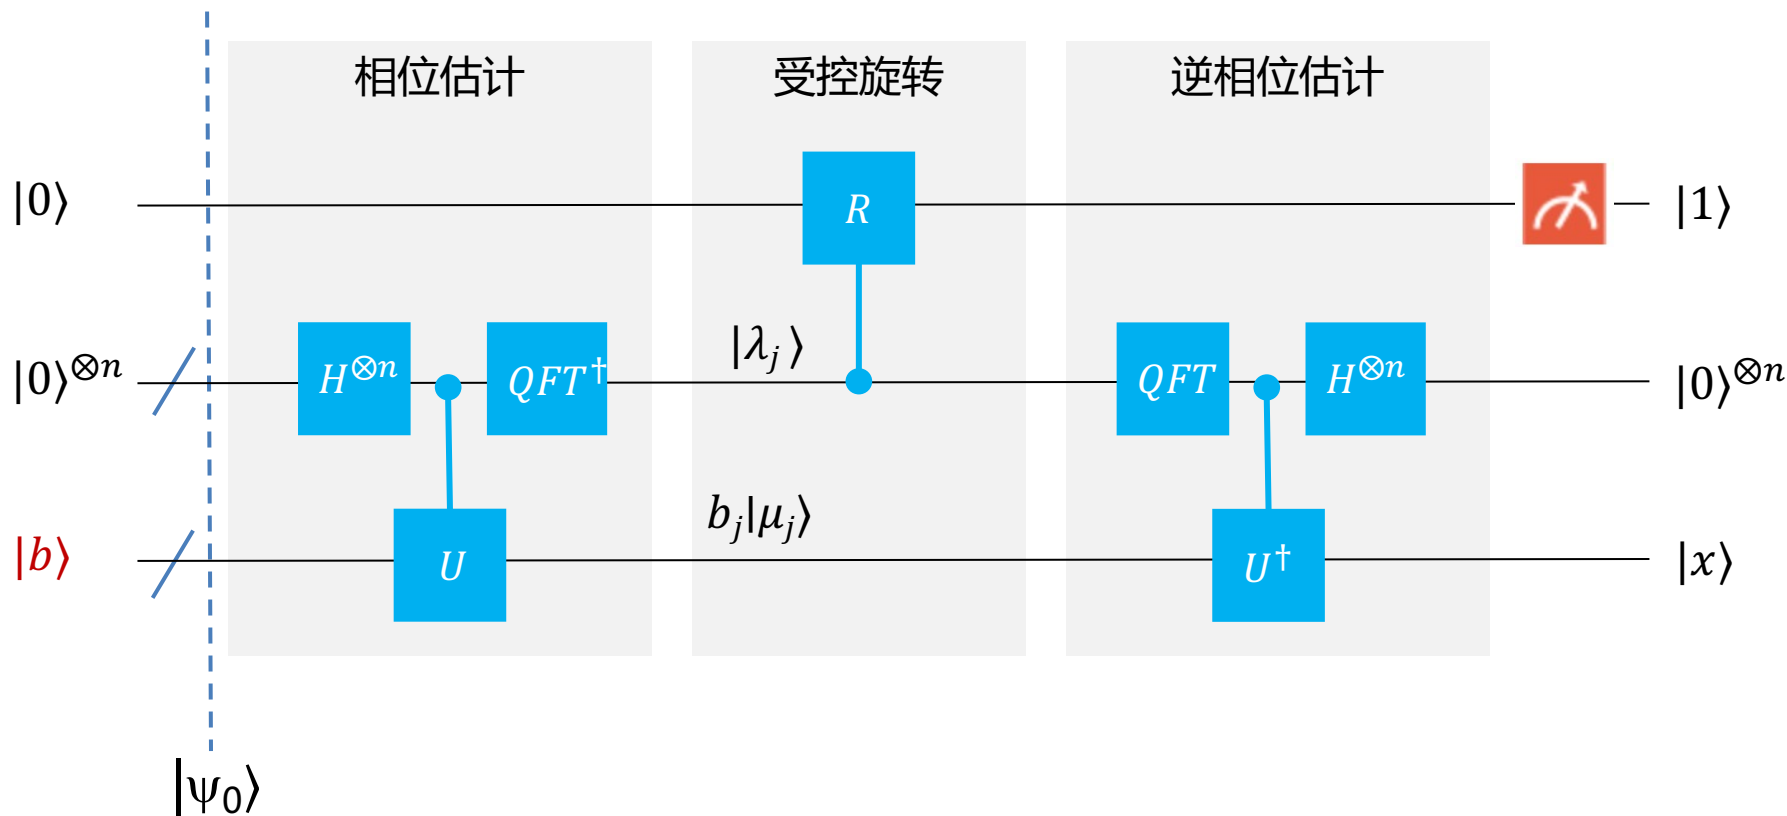 相位估计 受控旋转 逆相位估计
|0⟩ R |1⟩
|λⱼ⟩
|0⟩^{⊗n} H^{⊗n} QFT^† QFT H^{⊗n} |0⟩^{⊗n}
bⱼ|μⱼ⟩
|b⟩ U U^† |x⟩
|ψ₀⟩